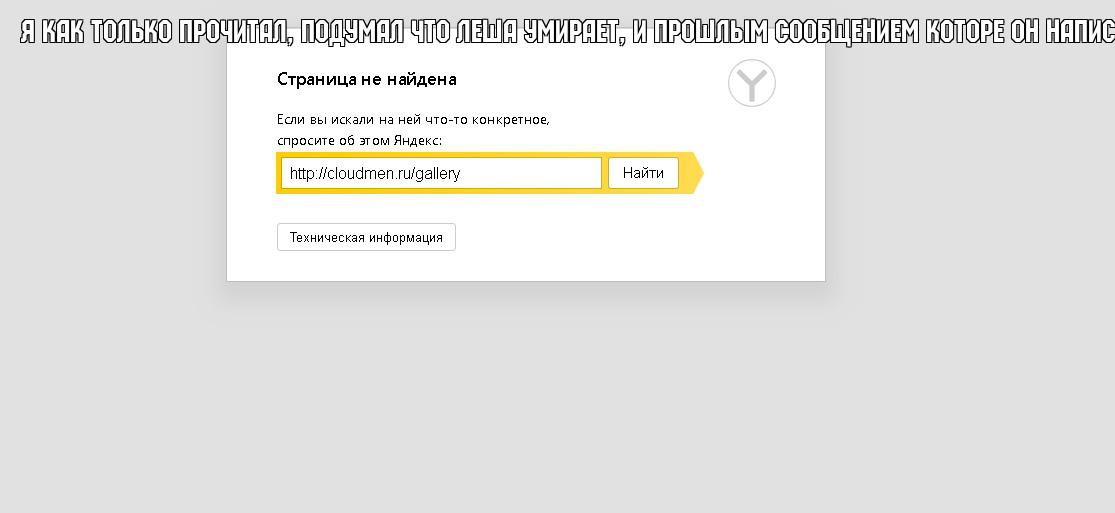 Я КАК ТОЛЬКО ПРОЧИТАЛ, ПОДУМАЛ ЧТО ЛЕША УМИРАЕТ, И ПРОШЛЫМ СООБЩЕНИЕМ КОТОРЕ ОН НАПИС
Страница не найдена
Если вы искали на ней что-то конкретное,
спросите об этом Яндекс:
http://cloudmen.ru/gallery Найти
Техническая информация